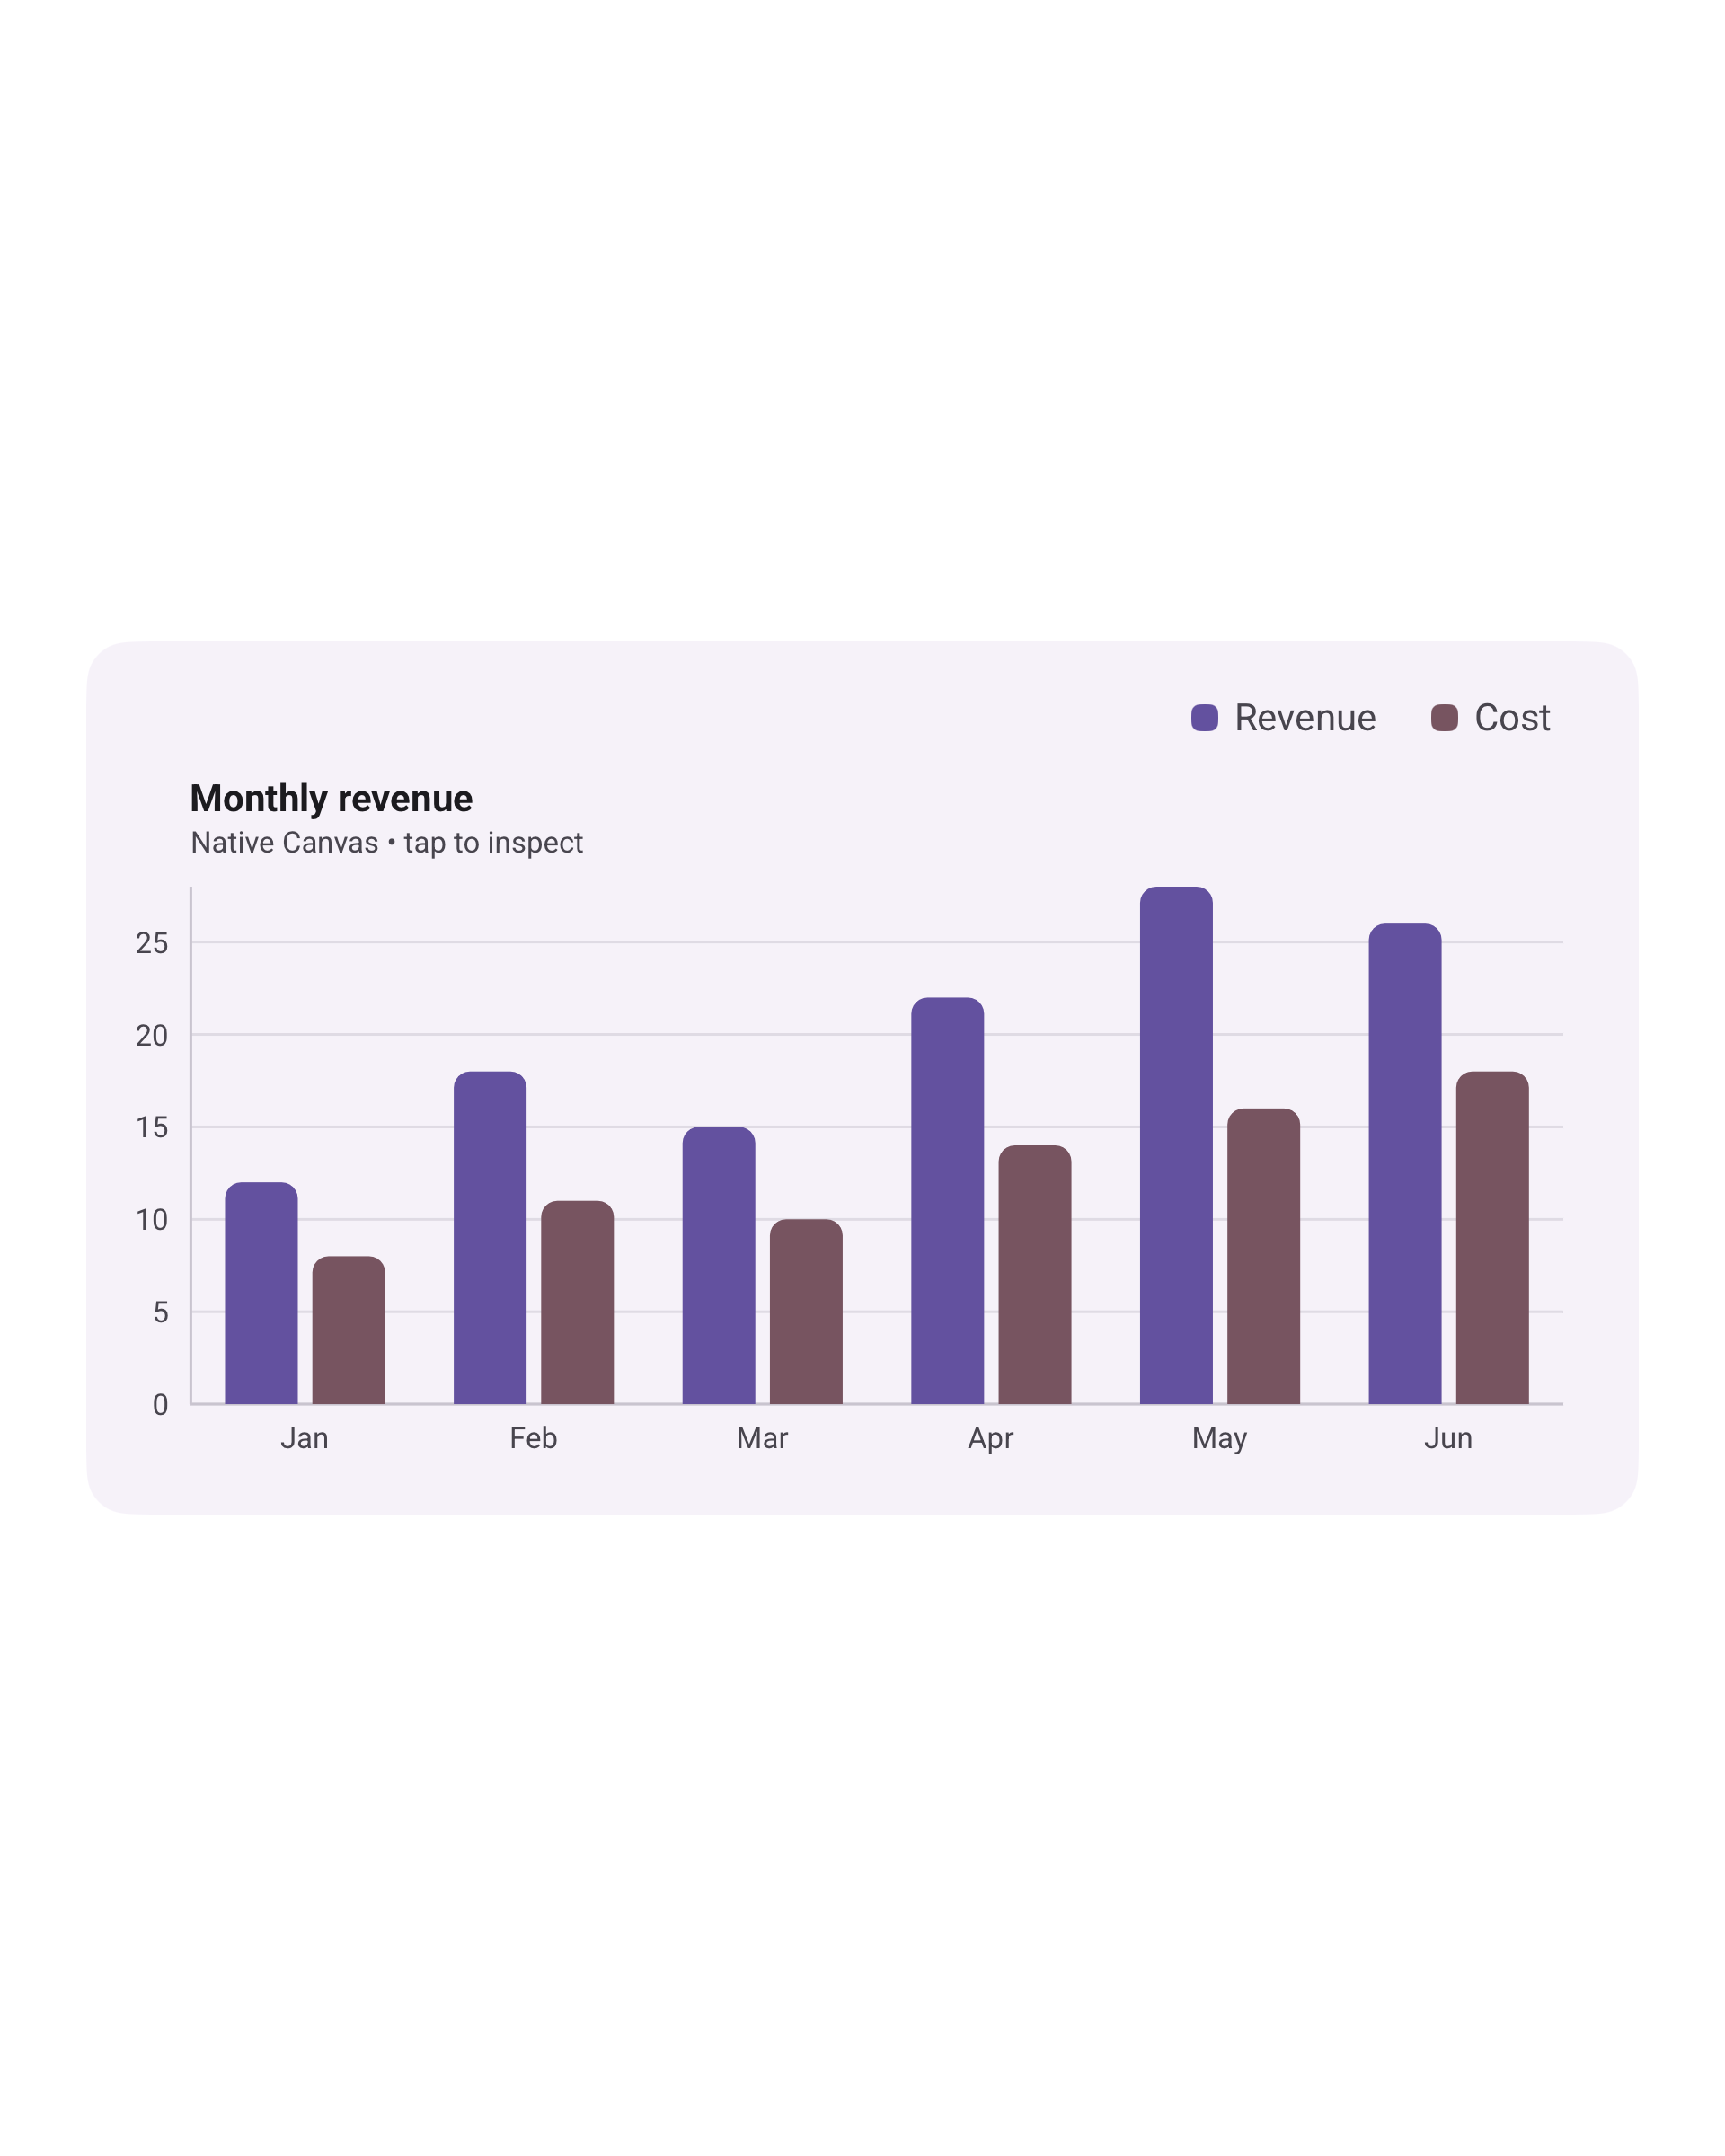 Revenue Cost
Monthly revenue
Native Canvas • tap to inspect
25
20
15
10
5
0
Jan Feb Mar Apr May Jun